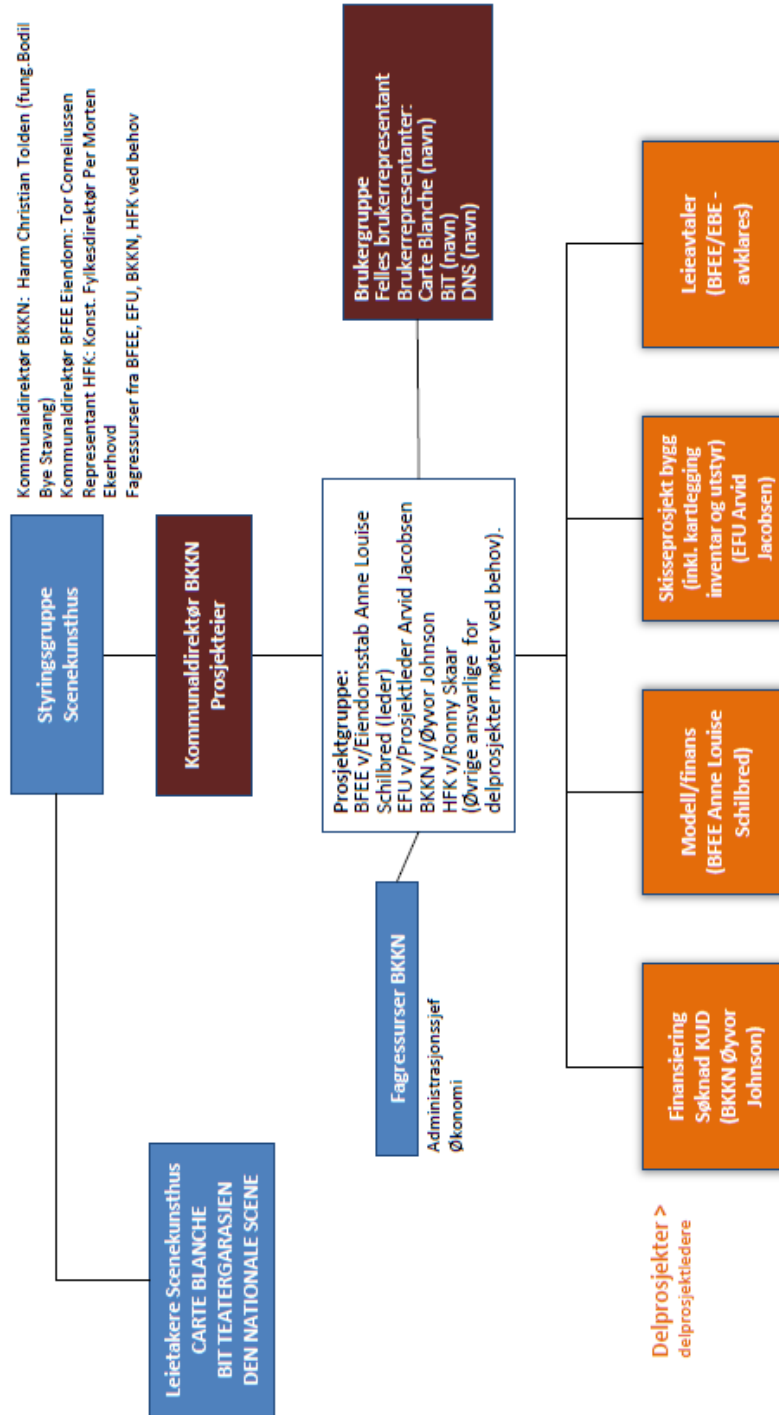 Styringsgruppe
Scenekunsthus
Kommunaldirektør BKKN: Harm Christian Tolden (fung.Bodil
Bye Stavang)
Kommunaldirektør BFEE Eiendom: Tor Corneliussen
Representant HFK: Konst. Fylkesdirektør Per Morten
Ekerhovd
Fagressurser fra BFEE, EFU, BKKN, HFK ved behov
Leietakere Scenekunsthus
CARTE BLANCHE
BIT TEATERGARASJEN
DEN NATIONALE SCENE
Kommunaldirektør BKKN
Prosjekteier
Fagressurser BKKN
Administrasjonssjef
Økonomi
Prosjektgruppe:
BFEE v/Eiendomsstab Anne Louise
Schilbred (leder)
EFU v/Prosjektleder Arvid Jacobsen
BKKN v/Øyvor Johnson
HFK v/Ronny Skaar
(Øvrige ansvarlige for
delprosjekter møter ved behov).
Brukergruppe
Felles brukerrepresentant
Brukerrepresentanter:
Carte Blanche (navn)
BiT (navn)
DNS (navn)
Delprosjekter >
delprosjektledere
Finansiering
Søknad KUD
(BKKN Øyvor
Johnson)
Modell/finans
(BFEE Anne Louise
Schilbred)
Skisseprosjekt bygg
(inkl. kartlegging
inventar og utstyr)
(EFU Arvid
Jacobsen)
Leieavtaler
(BFEE/EBE -
avklares)